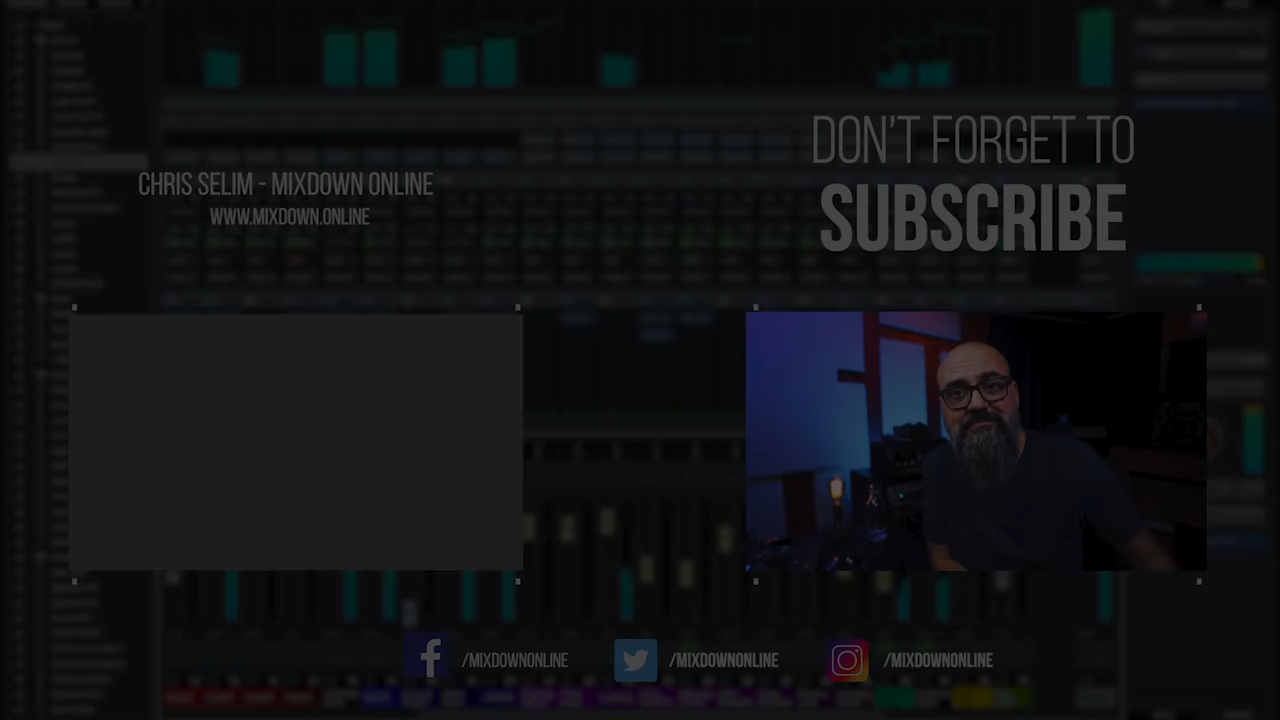 CHRIS SELIM - MIXDOWN ONLINE
WWW.MIXDOWN.ONLINE
DON'T FORGET TO
SUBSCRIBE
/MIXDOWNONLINE
/MIXDOWNONLINE
/MIXDOWNONLINE